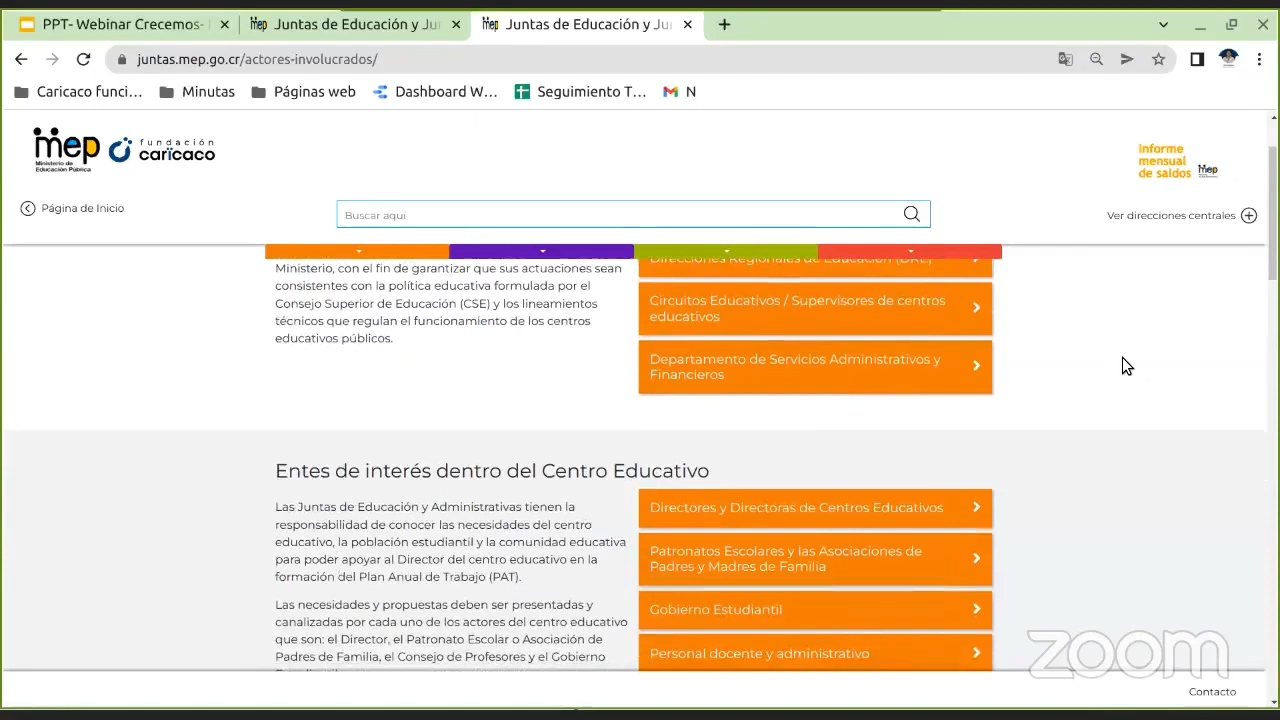 PPT- Webinar Crecemos-
Juntas de Educación y Ju
mep Juntas de Educación y Ju
juntas.mep.go.cr/actores-involucrados/
Caricaco funci...
Minutas
Páginas web
Dashboard W...
Seguimiento T...
N
mep
Ministerio de
Educación Pública
fundación
caricaco
Informe
mensual
de saldos
mep
Página de Inicio
Buscar aqui
Ver direcciones centrales
Ministerio, con el fin de garantizar que sus actuaciones sean
consistentes con la política educativa formulada por el
Consejo Superior de Educación (CSE) y los lineamientos
técnicos que regulan el funcionamiento de los centros
educativos públicos.
Direcciones Regionales de Educación (DRE)
Circuitos Educativos / Supervisores de centros
educativos
Departamento de Servicios Administrativos y
Financieros
Entes de interés dentro del Centro Educativo
Las Juntas de Educación y Administrativas tienen la
responsabilidad de conocer las necesidades del centro
educativo, la población estudiantil y la comunidad educativa
para poder apoyar al Director del centro educativo en la
formación del Plan Anual de Trabajo (PAT).
Las necesidades y propuestas deben ser presentadas y
canalizadas por cada uno de los actores del centro educativo
que son: el Director, el Patronato Escolar o Asociación de
Padres de Familia, el Consejo de Profesores y el Gobierno
Directores y Directoras de Centros Educativos
Patronatos Escolares y las Asociaciones de
Padres y Madres de Familia
Gobierno Estudiantil
Personal docente y administrativo
zoom
Contacto